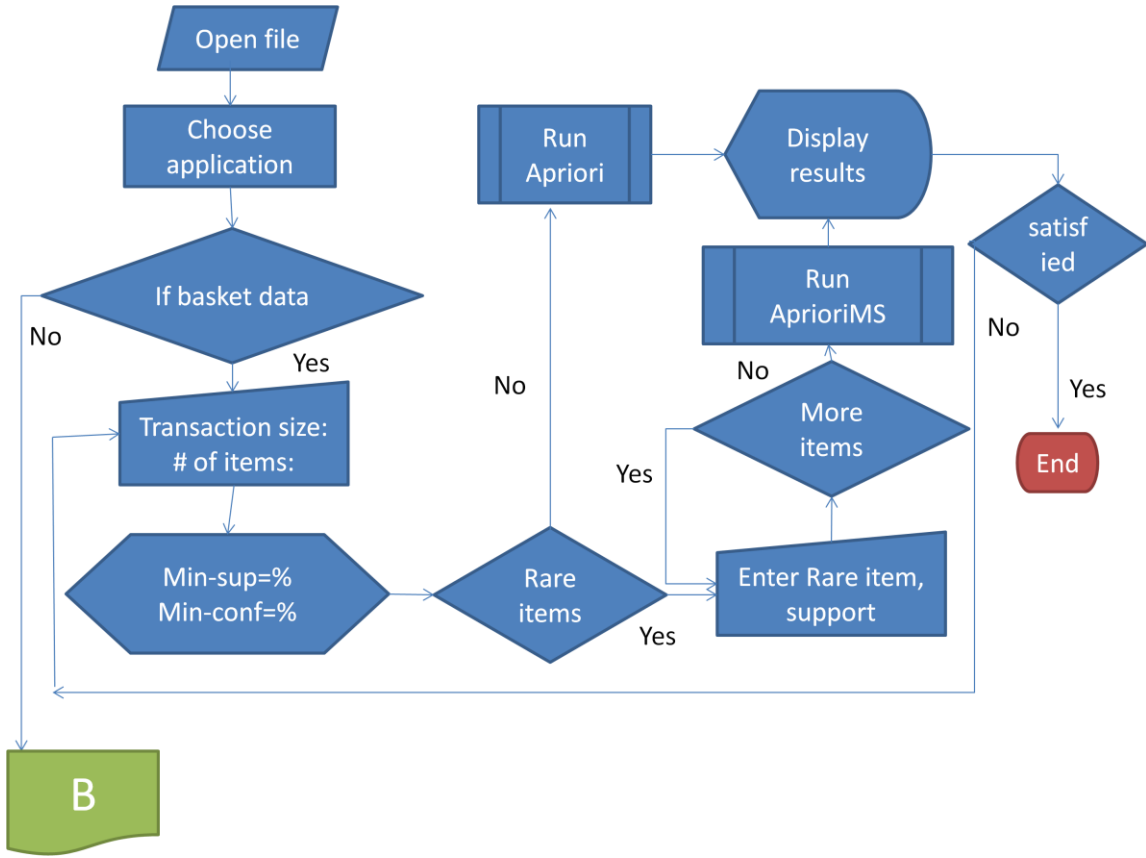 Open file
Choose
application
If basket data
No
Yes
Transaction size:
# of items:
Min-sup=%
Min-conf=%
Rare
items
No
Yes
Run
Apriori
Enter Rare item,
support
More
items
Yes
No
Run
AprioriMS
Display
results
satisf
ied
No
Yes
End
B